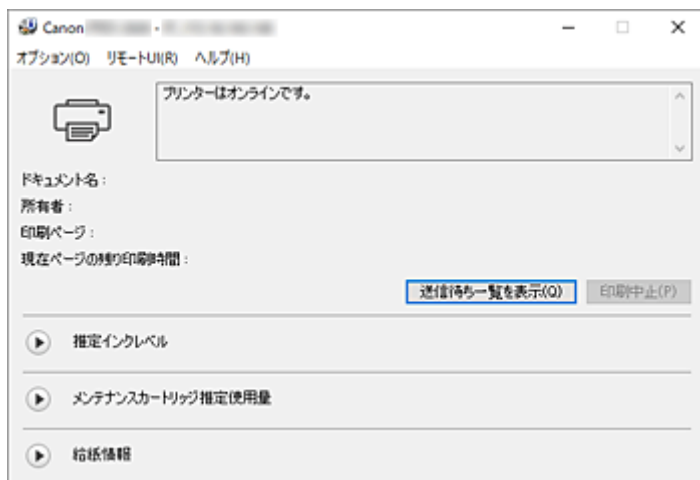 Canon
オプション(O) リモートUI(R) ヘルプ(H)
プリンターはオンラインです。
ドキュメント名 :
所有者 :
印刷ページ :
現在ページの残り印刷時間 :
送信待ち一覧を表示(Q) 印刷中止(P)
推定インクレベル
メンテナンスカートリッジ推定使用量
給紙情報